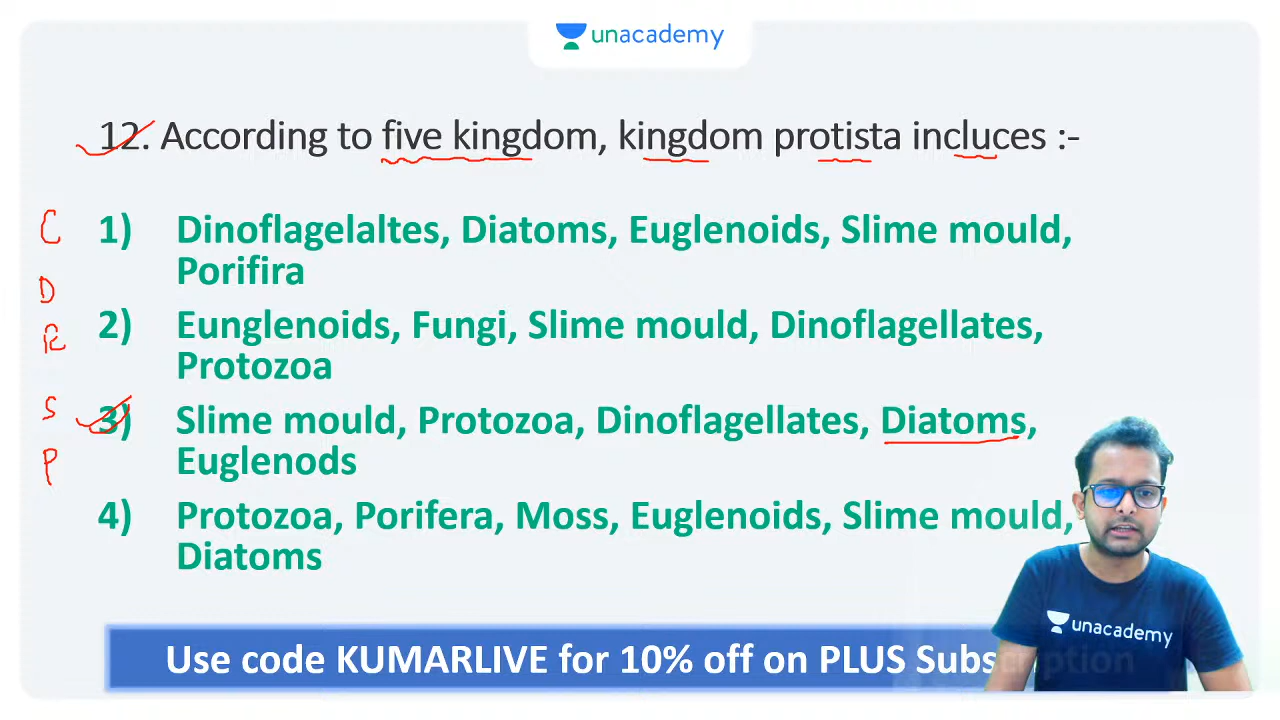 unacademy
12. According to five kingdom, kingdom protista incluces :-
C
1) Dinoflagelaltes, Diatoms, Euglenoids, Slime mould,
Porifira
D
2) Eunglenoids, Fungi, Slime mould, Dinoflagellates,
Protozoa
S
3) Slime mould, Protozoa, Dinoflagellates, Diatoms,
Euglenods
P
4) Protozoa, Porifera, Moss, Euglenoids, Slime mould,
Diatoms
unacademy
Use code KUMARLIVE for 10% off on PLUS Subscription